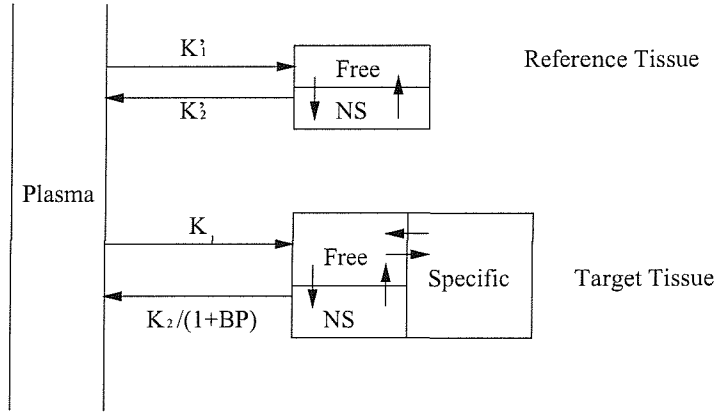 K'₁
Free
Reference Tissue
K'₂
NS
Plasma
K₁
Free
Specific
Target Tissue
NS
K₂/(1+BP)